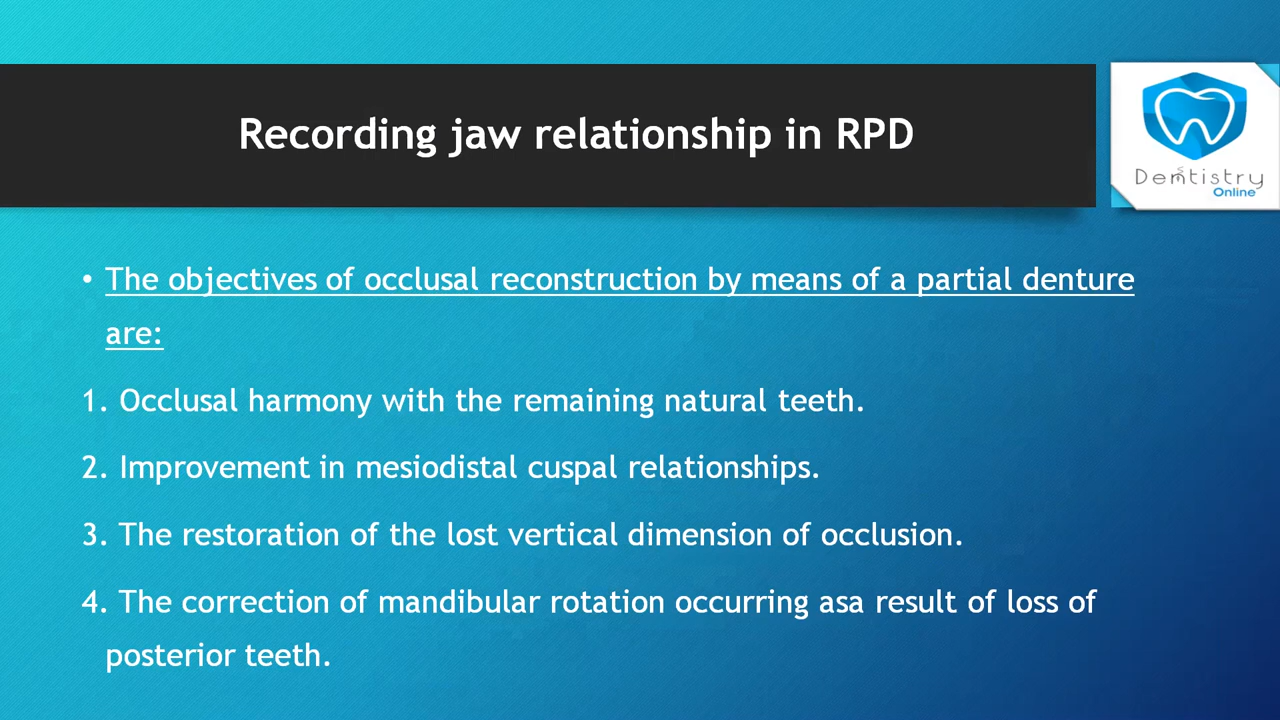 Recording jaw relationship in RPD
Dentistry
Online
• The objectives of occlusal reconstruction by means of a partial denture
are:
1. Occlusal harmony with the remaining natural teeth.
2. Improvement in mesiodistal cuspal relationships.
3. The restoration of the lost vertical dimension of occlusion.
4. The correction of mandibular rotation occurring asa result of loss of
posterior teeth.